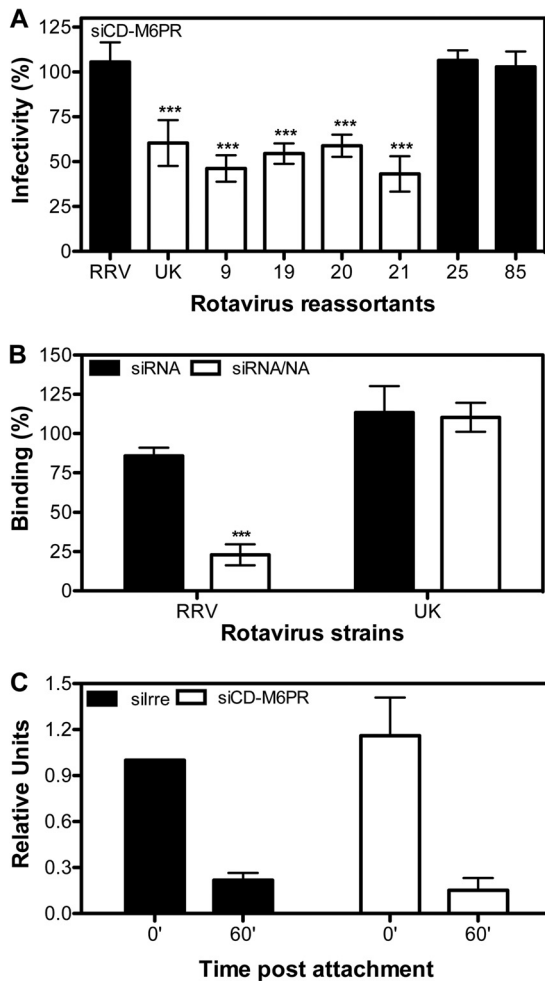 A
siCD-M6PR
***
***
***
***
***
Infectivity (%)
125
100
75
50
25
0
RRV UK 9 19 20 21 25 85
Rotavirus reassortants
B
siRNA siRNA/NA
***
Binding (%)
150
125
100
75
50
25
0
RRV UK
Rotavirus strains
C
silrre siCD-M6PR
Relative Units
1.5
1.2
0.9
0.6
0.3
0.0
0' 60' 0' 60'
Time post attachment